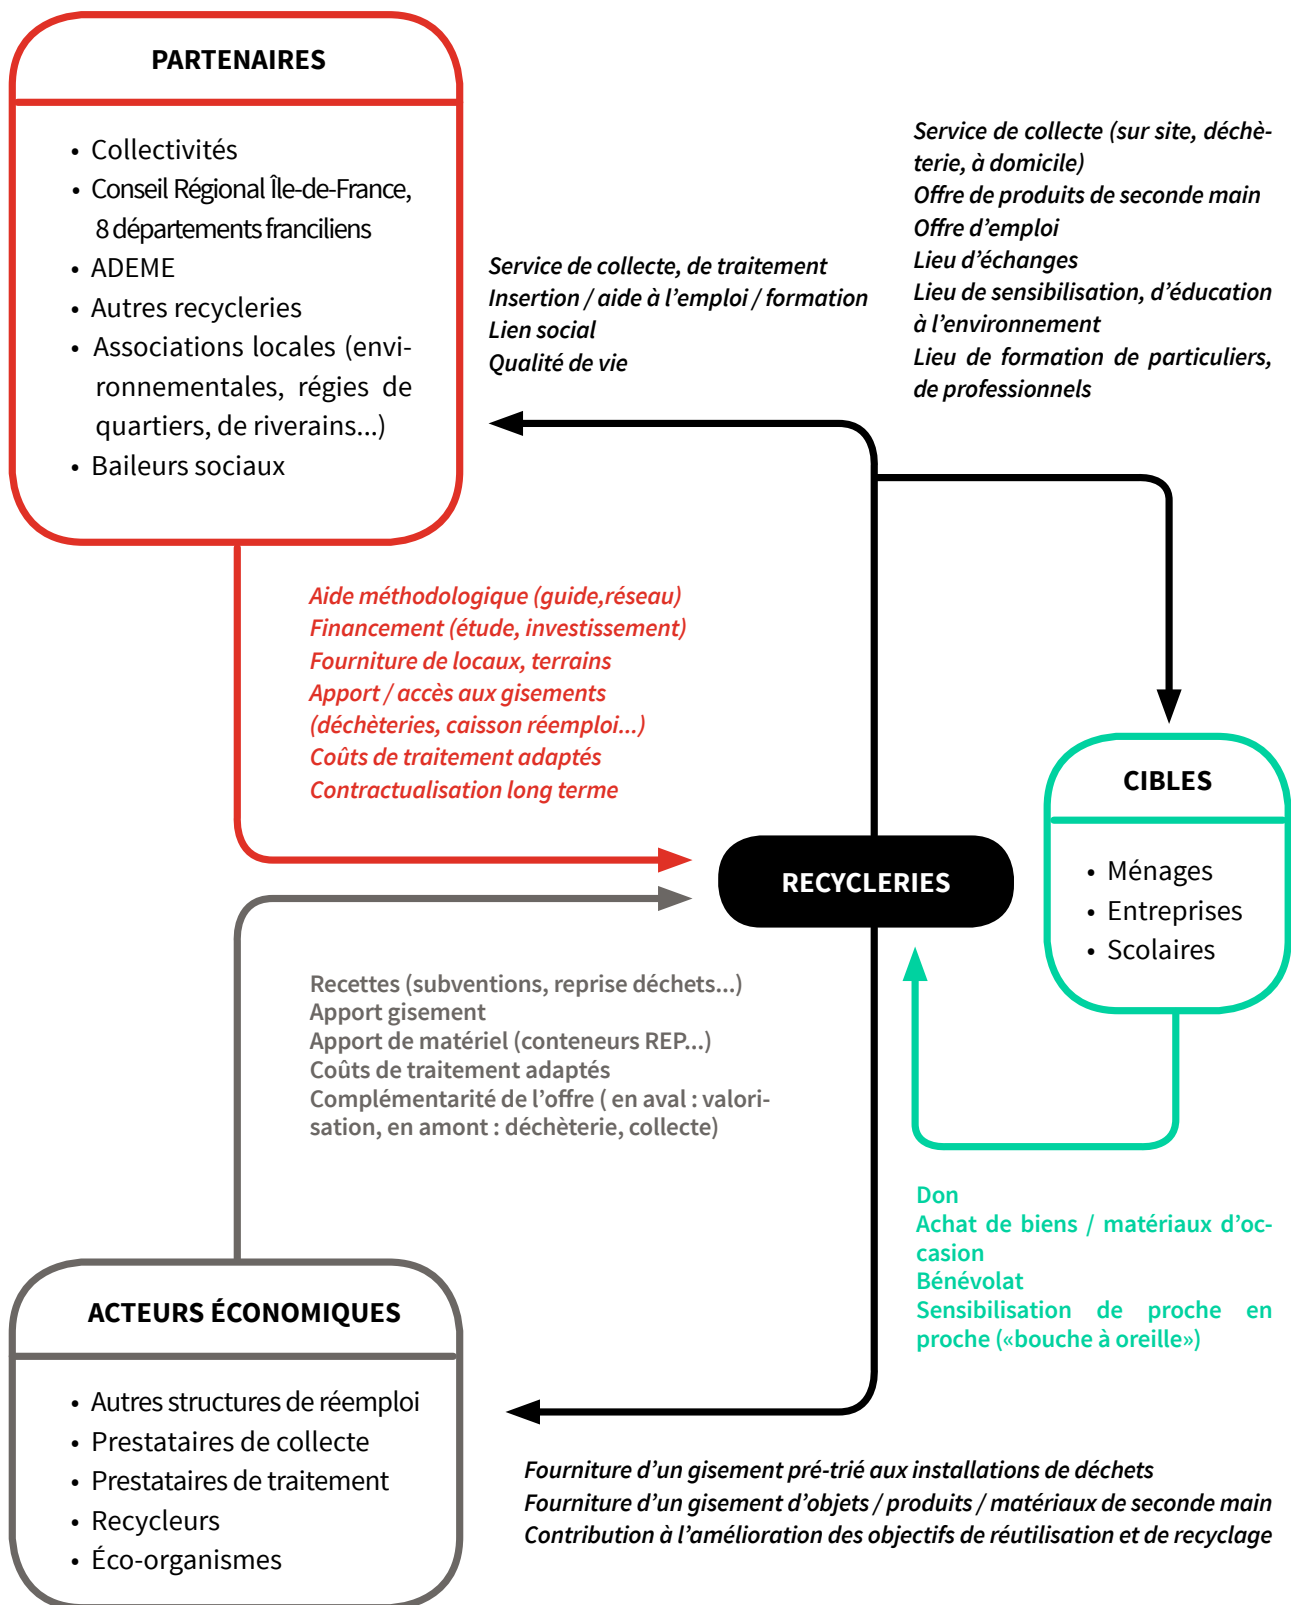 PARTENAIRES
• Collectivités
• Conseil Régional Île-de-France,
8 départements franciliens
• ADEME
• Autres recycleries
• Associations locales (envi-
ronnementales, régies de
quartiers, de riverains...)
• Baileurs sociaux
Service de collecte, de traitement
Insertion / aide à l'emploi / formation
Lien social
Qualité de vie
Service de collecte (sur site, déchè-
terie, à domicile)
Offre de produits de seconde main
Offre d'emploi
Lieu d'échanges
Lieu de sensibilisation, d'éducation
à l'environnement
Lieu de formation de particuliers,
de professionnels
Aide méthodologique (guide,réseau)
Financement (étude, investissement)
Fourniture de locaux, terrains
Apport / accès aux gisements
(déchèteries, caisson réemploi...)
Coûts de traitement adaptés
Contractualisation long terme
RECYCLERIES
CIBLES
• Ménages
• Entreprises
• Scolaires
Recettes (subventions, reprise déchets...)
Apport gisement
Apport de matériel (conteneurs REP...)
Coûts de traitement adaptés
Complémentarité de l'offre ( en aval : valori-
sation, en amont : déchèterie, collecte)
Don
Achat de biens / matériaux d'oc-
casion
Bénévolat
Sensibilisation de proche en
proche («bouche à oreille»)
ACTEURS ÉCONOMIQUES
• Autres structures de réemploi
• Prestataires de collecte
• Prestataires de traitement
• Recycleurs
• Éco-organismes
Fourniture d'un gisement pré-trié aux installations de déchets
Fourniture d'un gisement d'objets / produits / matériaux de seconde main
Contribution à l'amélioration des objectifs de réutilisation et de recyclage